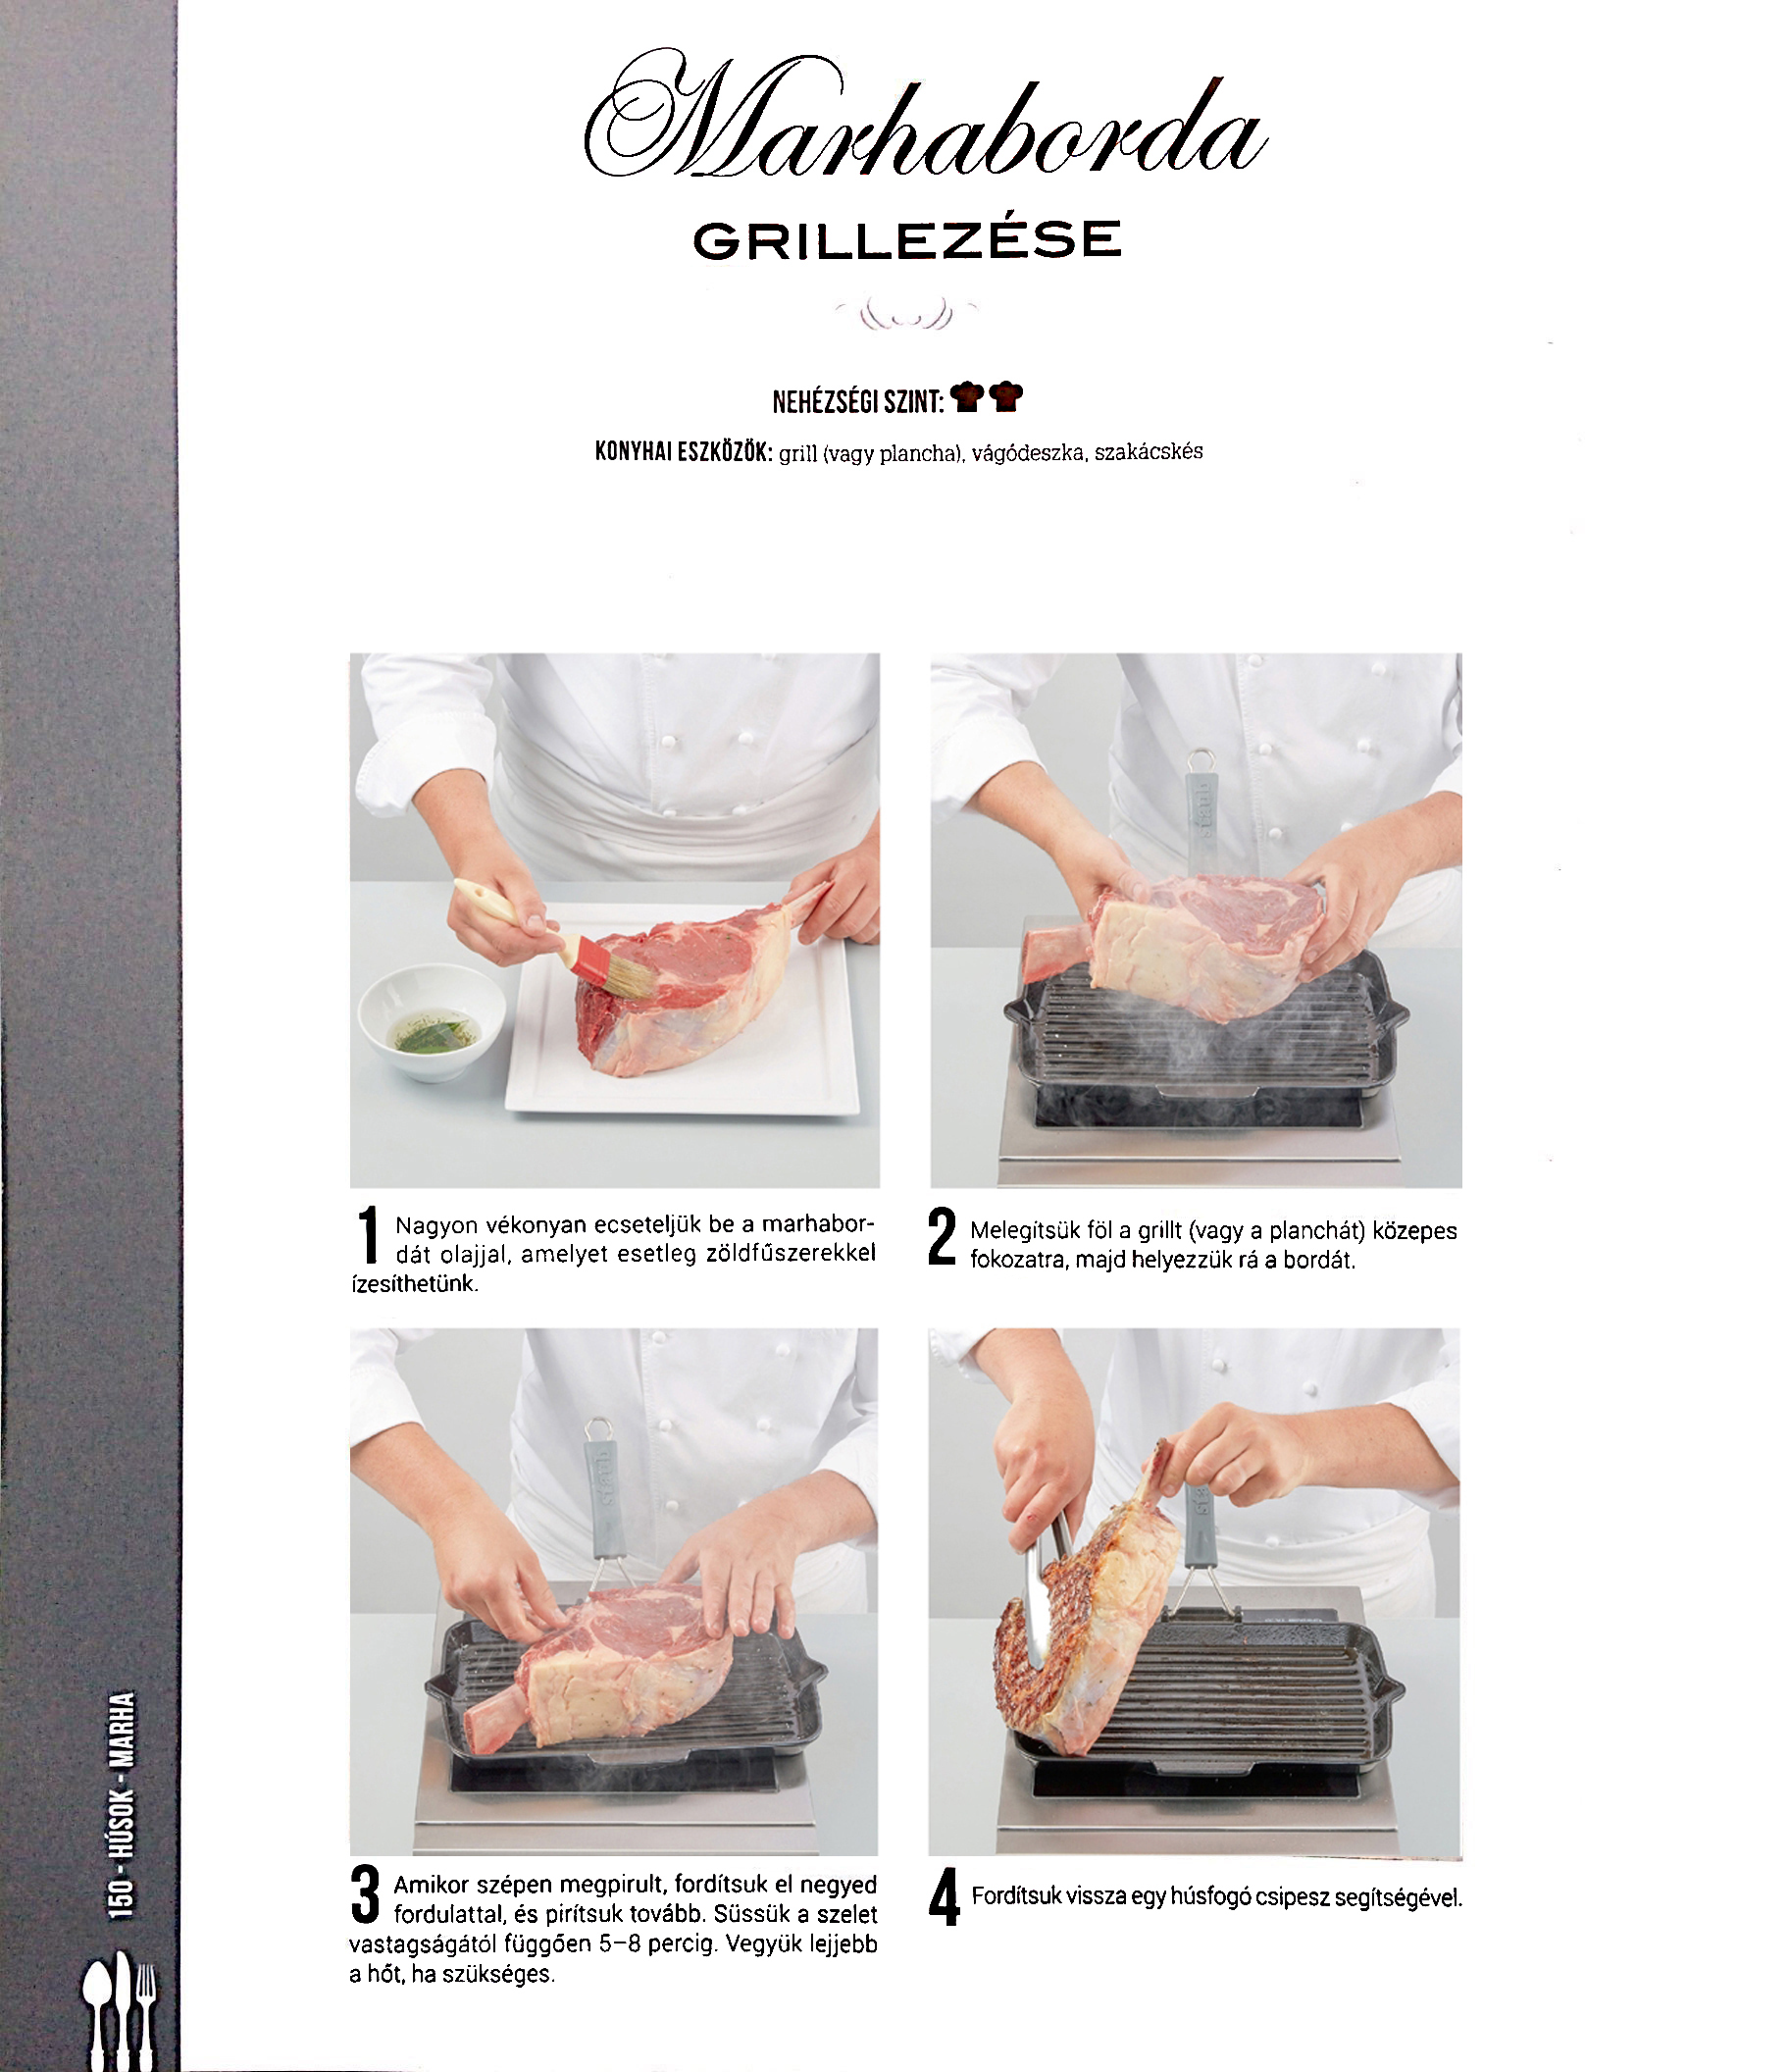 Marhaborda
GRILLEZÉSE
NEHÉZSÉGI SZINT:
KONYHAI ESZKÖZÖK: grill (vagy plancha), vágódeszka, szakácskés
staub
1 Nagyon vékonyan ecseteljük be a marhabor-
dát olajjal, amelyet esetleg zöldfűszerekkel
ízesíthetünk.
2 Melegítsük föl a grillt (vagy a planchát) közepes
fokozatra, majd helyezzük rá a bordát.
staub
staub
3 Amikor szépen megpirult, fordítsuk el negyed
fordulattal, és pirítsuk tovább. Süssük a szelet
vastagságától függően 5–8 percig. Vegyük lejjebb
a hőt, ha szükséges.
4 Fordítsuk vissza egy húsfogó csipesz segítségével.
150 - HÚSOK - MARHA